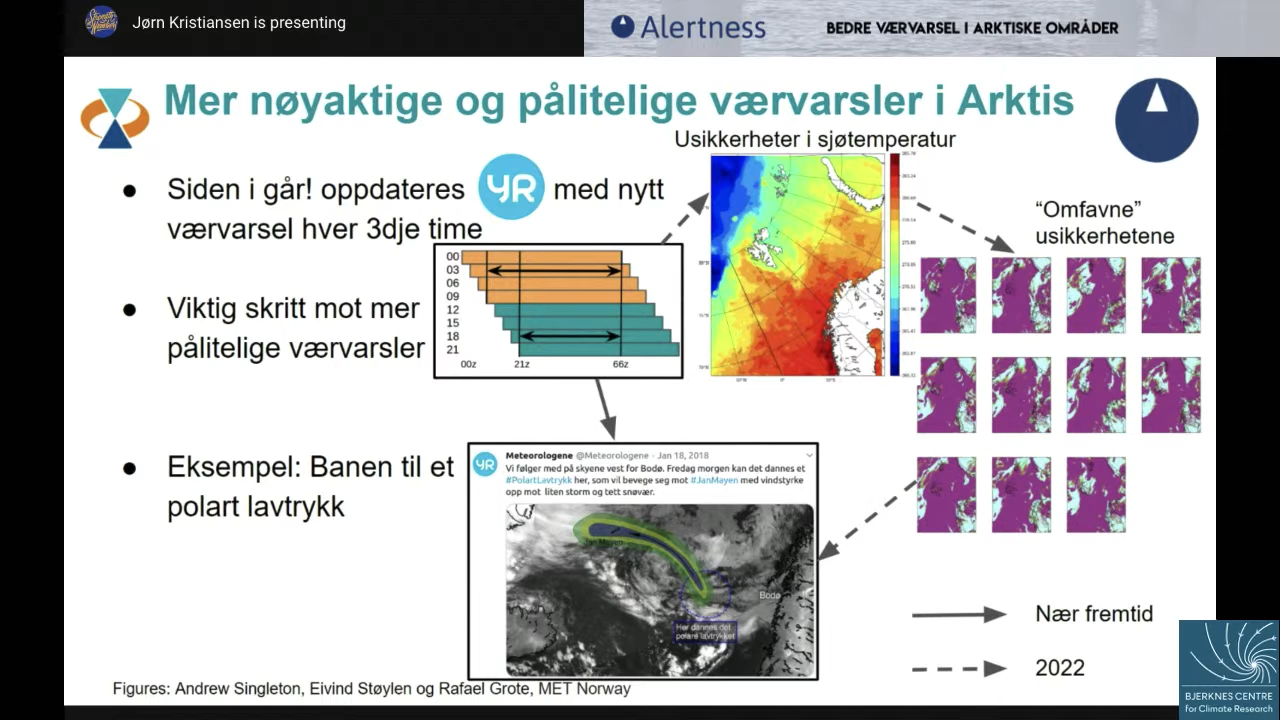 Jørn Kristiansen is presenting
Alertness
BEDRE VÆRVARSEL I ARKTISKE OMRÅDER
Mer nøyaktige og pålitelige værvarsler i Arktis
Siden i går! oppdateres YR med nytt
værvarsel hver 3dje time
Viktig skritt mot mer
pålitelige værvarsler
Eksempel: Banen til et
polart lavtrykk
00
03
06
09
12
15
18
21
00z 21z 66z
Usikkerheter i sjøtemperatur
“Omfavne”
usikkerhetene
YR
Meteorologene @Meteorologene · Jan 18, 2018
Vi følger med på skyene vest for Bodø. Fredag morgen kan det dannes et
#PolartLavtrykk her, som vil bevege seg mot #JanMayen med vindstyrke
opp mot liten storm og tett snøvær.
Jan Mayen
Bodø
Her dannes det
polare lavtrykket
Nær fremtid
2022
Figures: Andrew Singleton, Eivind Støylen og Rafael Grote, MET Norway
BJERKNES CENTRE
for Climate Research